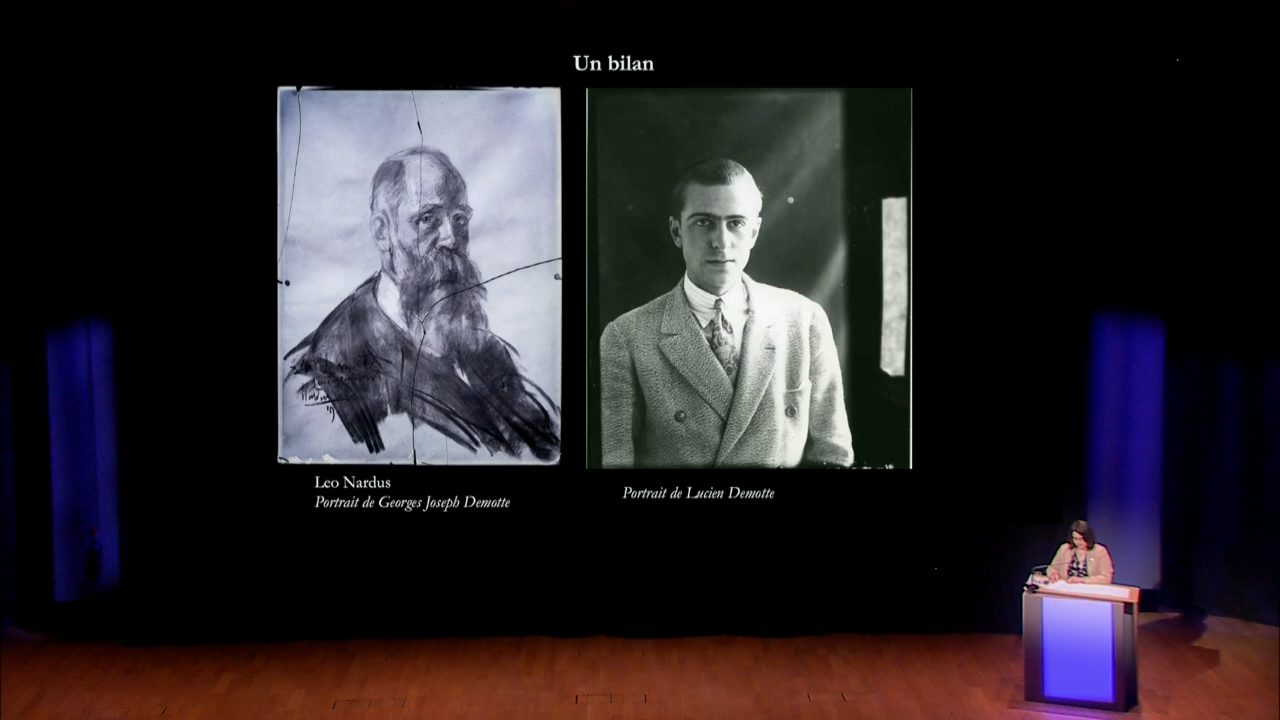 Un bilan
Leo Nardus
Portrait de Georges Joseph Demotte
Portrait de Lucien Demotte